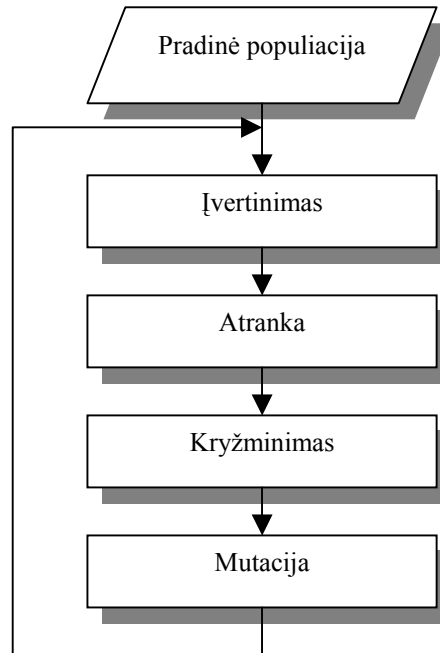 Pradinė populiacija
Įvertinimas
Atranka
Kryžminimas
Mutacija